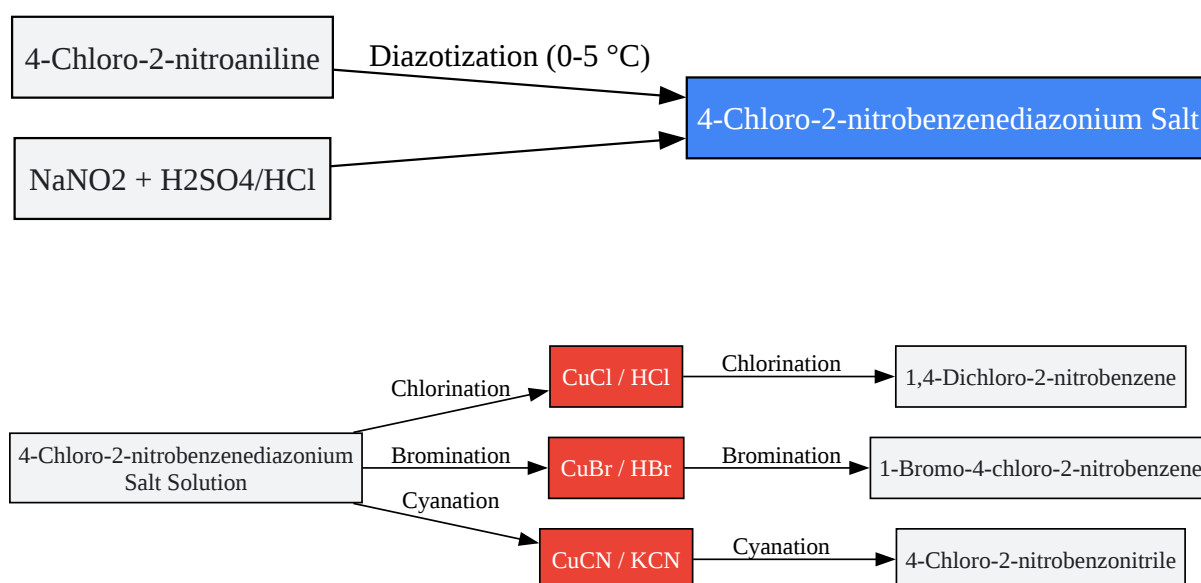 4-Chloro-2-nitroaniline
Diazotization (0-5 °C)
4-Chloro-2-nitrobenzenediazonium Salt
NaNO2 + H2SO4/HCl
Chlorination
CuCl / HCl
Chlorination
1,4-Dichloro-2-nitrobenzene
4-Chloro-2-nitrobenzenediazonium
Salt Solution
Bromination
CuBr / HBr
Bromination
1-Bromo-4-chloro-2-nitrobenzene
Cyanation
CuCN / KCN
Cyanation
4-Chloro-2-nitrobenzonitrile